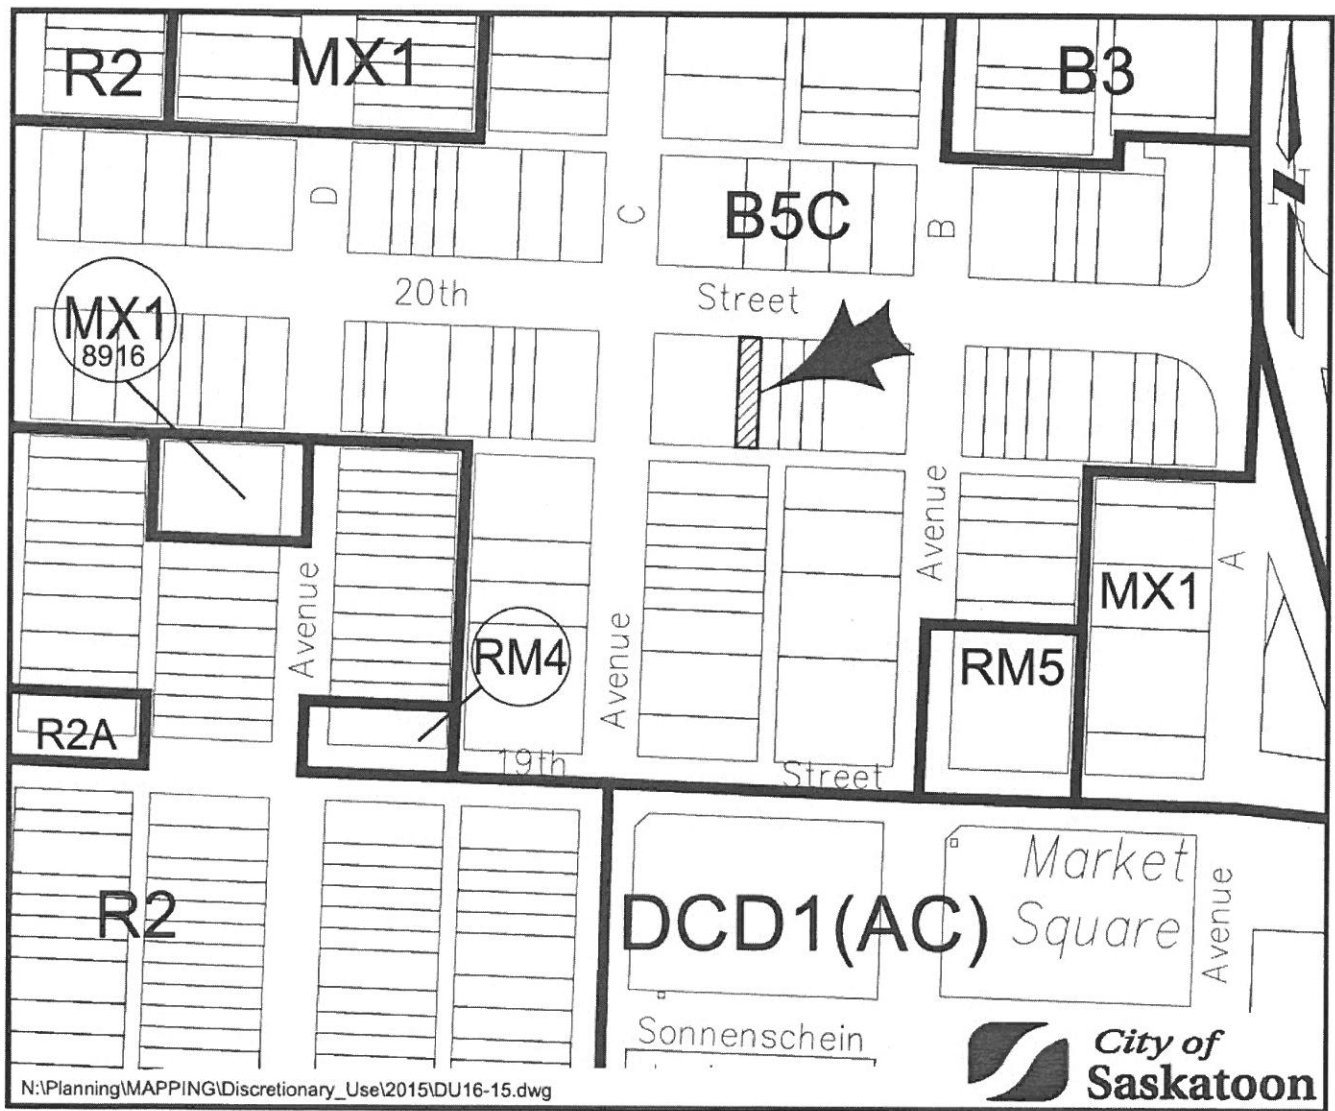 R2
MX1
B3
N
D
C
B5C
B
20th
Street
MX1
8916
Avenue
Avenue
Avenue
A
MX1
RM4
RM5
R2A
19th
Street
R2
DCD1(AC)
Market
Square
Avenue
Sonnenschein
City of
Saskatoon
N:\Planning\MAPPING\Discretionary_Use\2015\DU16-15.dwg